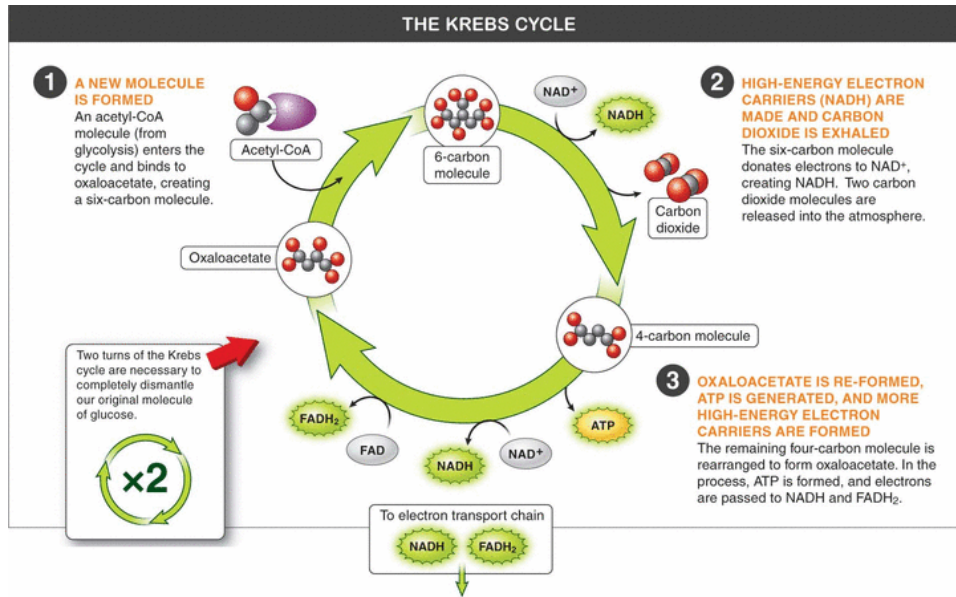 THE KREBS CYCLE
1
A NEW MOLECULE
IS FORMED
An acetyl-CoA
molecule (from
glycolysis) enters the
cycle and binds to
oxaloacetate, creating
a six-carbon molecule.
Acetyl-CoA
6-carbon
molecule
NAD⁺
NADH
Carbon
dioxide
2
HIGH-ENERGY ELECTRON
CARRIERS (NADH) ARE
MADE AND CARBON
DIOXIDE IS EXHALED
The six-carbon molecule
donates electrons to NAD⁺,
creating NADH. Two carbon
dioxide molecules are
released into the atmosphere.
Oxaloacetate
4-carbon molecule
Two turns of the Krebs
cycle are necessary to
completely dismantle
our original molecule
of glucose.
×2
FADH₂
FAD
NADH
NAD⁺
ATP
3
OXALOACETATE IS RE-FORMED,
ATP IS GENERATED, AND MORE
HIGH-ENERGY ELECTRON
CARRIERS ARE FORMED
The remaining four-carbon molecule is
rearranged to form oxaloacetate. In the
process, ATP is formed, and electrons
are passed to NADH and FADH₂.
To electron transport chain
NADH FADH₂